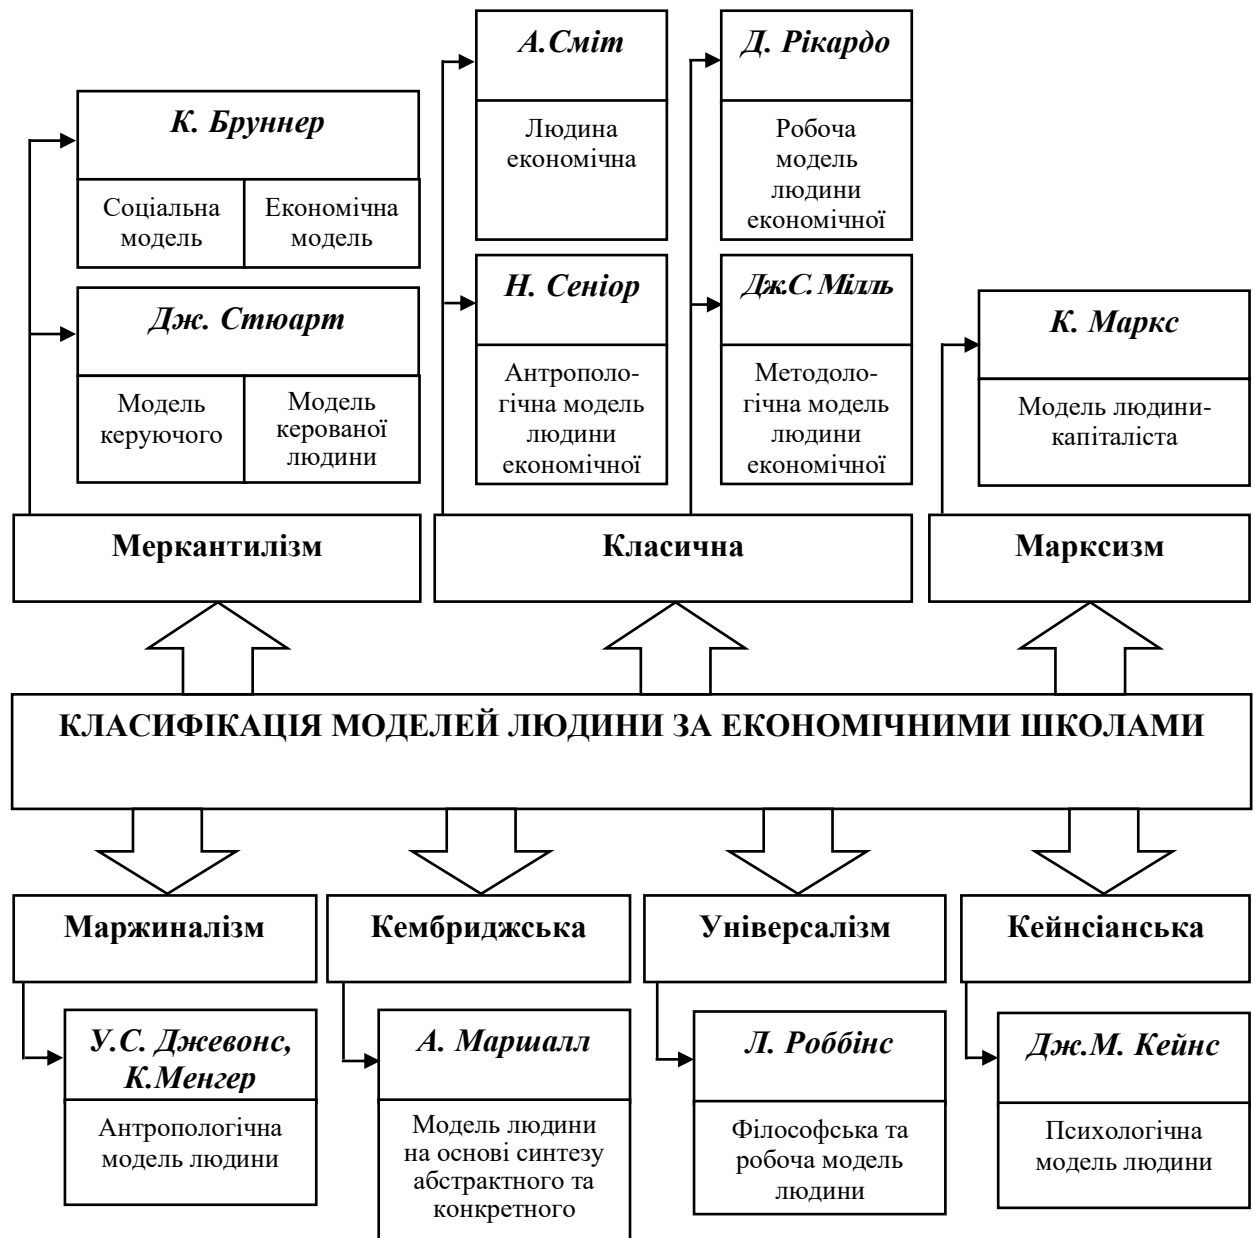 А.Сміт
Людина
економічна
Д. Рікардо
Робоча
модель
людини
економічної
К. Бруннер
Соціальна
модель
Економічна
модель
Н. Сеніор
Антрополо-
гічна модель
людини
економічної
Дж.С. Мілль
Методоло-
гічна модель
людини
економічної
Дж. Стюарт
Модель
керуючого
Модель
керованої
людини
К. Маркс
Модель людини-
капіталіста
Меркантилізм
Класична
Марксизм
КЛАСИФІКАЦІЯ МОДЕЛЕЙ ЛЮДИНИ ЗА ЕКОНОМІЧНИМИ ШКОЛАМИ
Маржиналізм
Кембриджська
Універсалізм
Кейнсіанська
У.С. Джевонс,
К.Менгер
Антропологічна
модель людини
А. Маршалл
Модель людини
на основі синтезу
абстрактного та
конкретного
Л. Роббінс
Філософська та
робоча модель
людини
Дж.М. Кейнс
Психологічна
модель людини